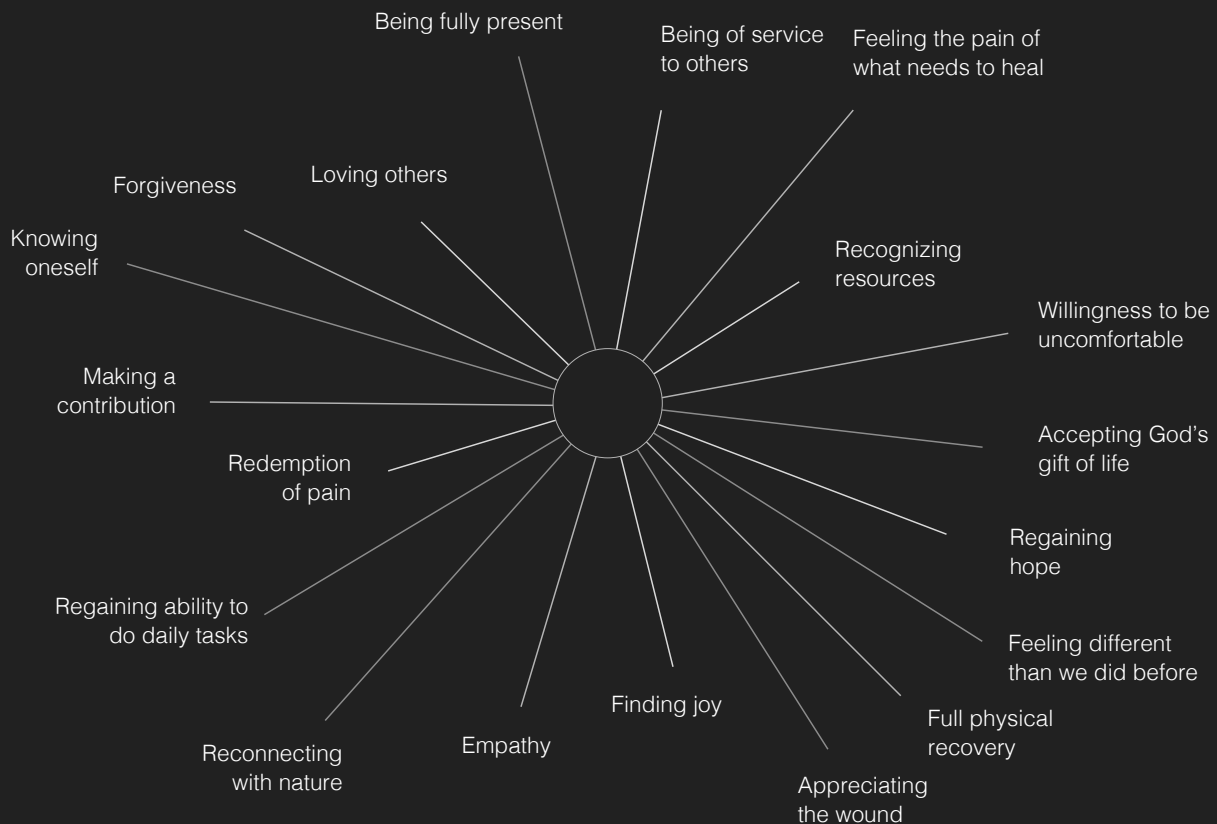 Being fully present
Being of service
to others
Feeling the pain of
what needs to heal
Loving others
Forgiveness
Knowing
oneself
Recognizing
resources
Willingness to be
uncomfortable
Making a
contribution
Accepting God’s
gift of life
Redemption
of pain
Regaining
hope
Regaining ability to
do daily tasks
Feeling different
than we did before
Finding joy
Full physical
recovery
Empathy
Reconnecting
with nature
Appreciating
the wound